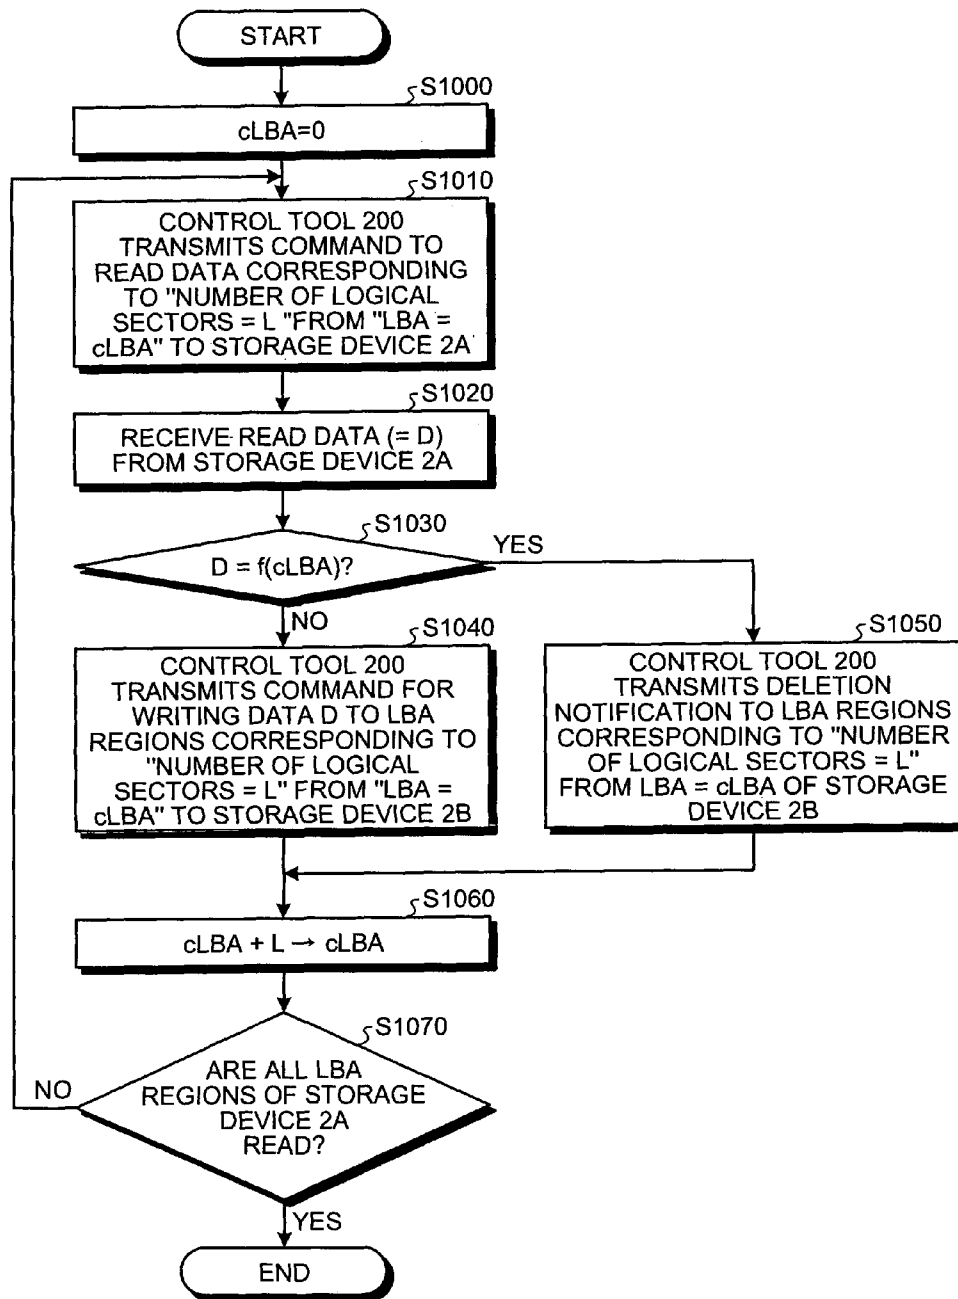 START
S1000
cLBA=0
S1010
CONTROL TOOL 200
TRANSMITS COMMAND TO
READ DATA CORRESPONDING
TO "NUMBER OF LOGICAL
SECTORS = L "FROM "LBA =
cLBA" TO STORAGE DEVICE 2A
S1020
RECEIVE READ DATA (= D)
FROM STORAGE DEVICE 2A
S1030
D = f(cLBA)?
YES
NO
S1040
CONTROL TOOL 200
TRANSMITS COMMAND FOR
WRITING DATA D TO LBA
REGIONS CORRESPONDING TO
"NUMBER OF LOGICAL
SECTORS = L" FROM "LBA =
cLBA" TO STORAGE DEVICE 2B
S1050
CONTROL TOOL 200
TRANSMITS DELETION
NOTIFICATION TO LBA REGIONS
CORRESPONDING TO "NUMBER
OF LOGICAL SECTORS = L"
FROM LBA = cLBA OF STORAGE
DEVICE 2B
S1060
cLBA + L → cLBA
S1070
ARE ALL LBA
REGIONS OF STORAGE
DEVICE 2A
READ?
NO
YES
END